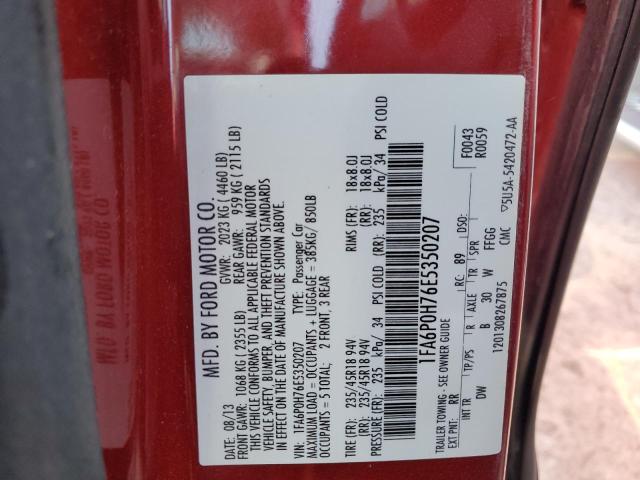 MFD. BY FORD MOTOR CO.
DATE: 08/13 GVWR: 2023 KG ( 4460 LB)
FRONT GAWR: 1068 KG ( 2355 LB) REAR GAWR: 959 KG ( 2115 LB)
THIS VEHICLE CONFORMS TO ALL APPLICABLE FEDERAL MOTOR
VEHICLE SAFETY, BUMPER, AND THEFT PREVENTION STANDARDS
IN EFFECT ON THE DATE OF MANUFACTURE SHOWN ABOVE.
VIN: 1FA6P0H76E5350207 TYPE: Passenger Car
MAXIMUM LOAD = OCCUPANTS + LUGGAGE = 385KG/ 850LB
OCCUPANTS = 5 TOTAL: 2 FRONT, 3 REAR
TIRE (FR): 235/45R18 94V RIMS (FR): 18x8.0J
(RR): 235/45R18 94V (RR): 18x8.0J
PRESSURE (FR): 235 kPa/ 34 PSI COLD (RR): 235 kPa/ 34 PSI COLD
1FA6P0H76E5350207
TRAILER TOWING - SEE OWNER GUIDE F0043
R0059
EXT PNT: RR RC: 89 DSO:
INT TR TP/PS R AXLE TR SPR
DW B 30 W FFGG
1201308267875 CMC ▽5U5A-5420472-AA